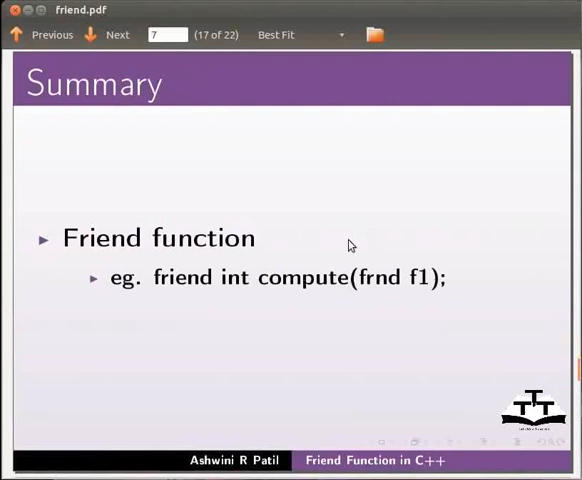 friend.pdf
Previous Next 7 (17 of 22) Best Fit
Summary
Friend function
eg. friend int compute(frnd f1);
TTT
Ashwini R Patil Friend Function in C++